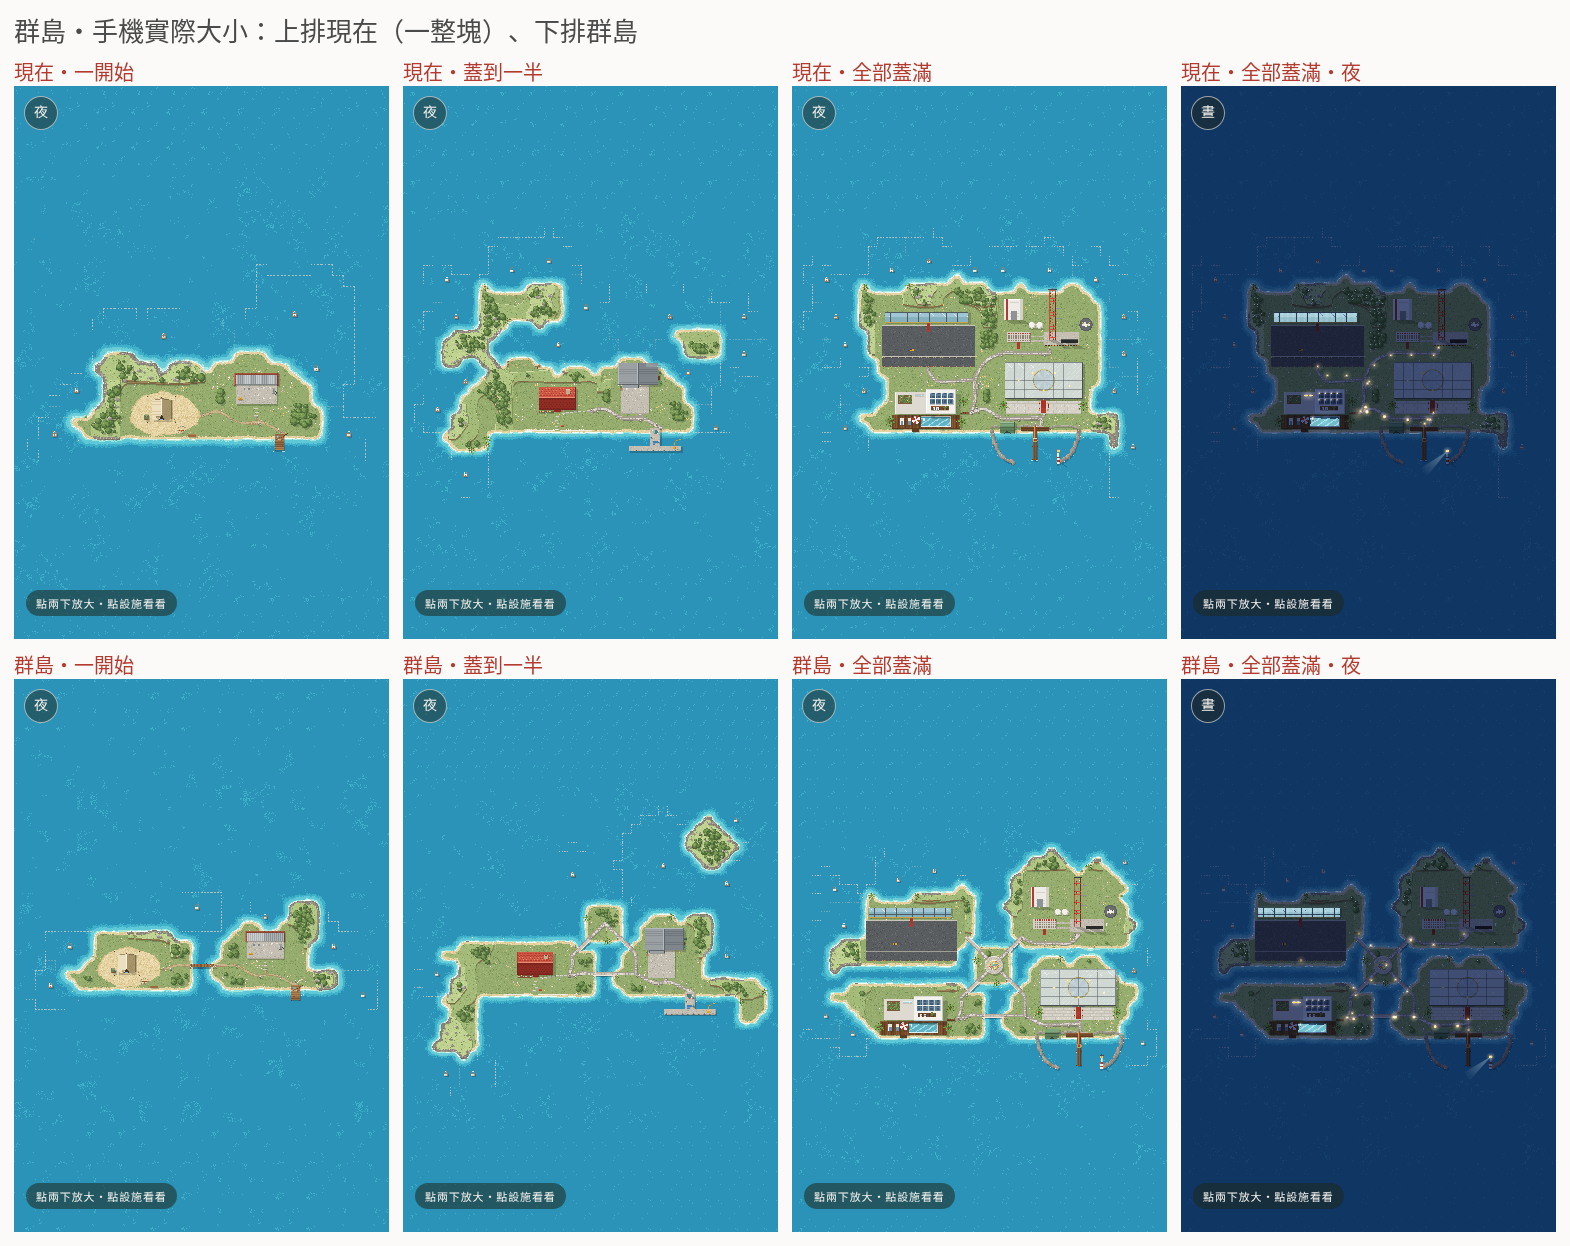 群島・手機實際大小：上排現在（一整塊）、下排群島
現在・一開始
現在・蓋到一半
現在・全部蓋滿
現在・全部蓋滿・夜
夜
夜
夜
晝
點兩下放大・點設施看看
點兩下放大・點設施看看
點兩下放大・點設施看看
點兩下放大・點設施看看
群島・一開始
群島・蓋到一半
群島・全部蓋滿
群島・全部蓋滿・夜
夜
夜
夜
晝
點兩下放大・點設施看看
點兩下放大・點設施看看
點兩下放大・點設施看看
點兩下放大・點設施看看